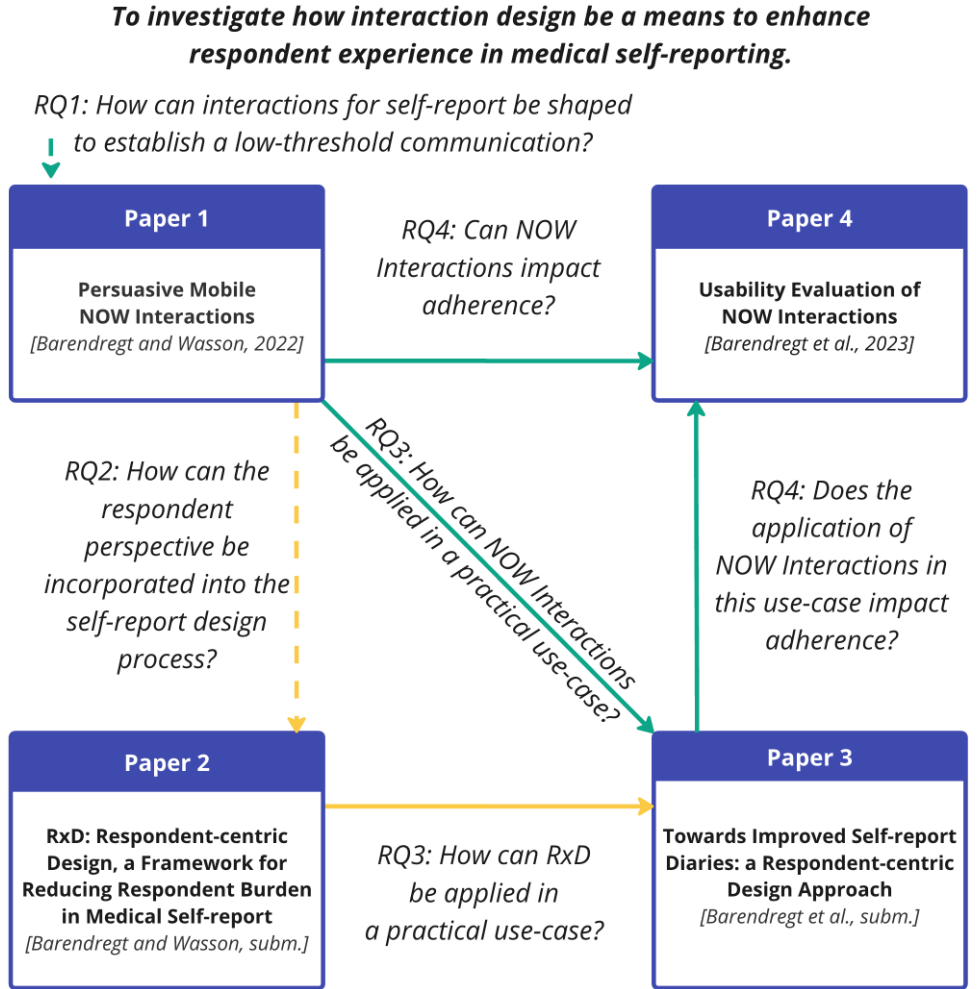 To investigate how interaction design be a means to enhance
respondent experience in medical self-reporting.
RQ1: How can interactions for self-report be shaped
to establish a low-threshold communication?
Paper 1
Persuasive Mobile
NOW Interactions
[Barendregt and Wasson, 2022]
RQ4: Can NOW
Interactions impact
adherence?
Paper 4
Usability Evaluation of
NOW Interactions
[Barendregt et al., 2023]
RQ2: How can the
respondent
perspective be
incorporated into the
self-report design
process?
RQ3: How can NOW Interactions
be applied in a practical use-case?
RQ4: Does the
application of
NOW Interactions in
this use-case impact
adherence?
Paper 2
RxD: Respondent-centric
Design, a Framework for
Reducing Respondent Burden
in Medical Self-report
[Barendregt and Wasson, subm.]
RQ3: How can RxD
be applied in
a practical use-case?
Paper 3
Towards Improved Self-report
Diaries: a Respondent-centric
Design Approach
[Barendregt et al., subm.]